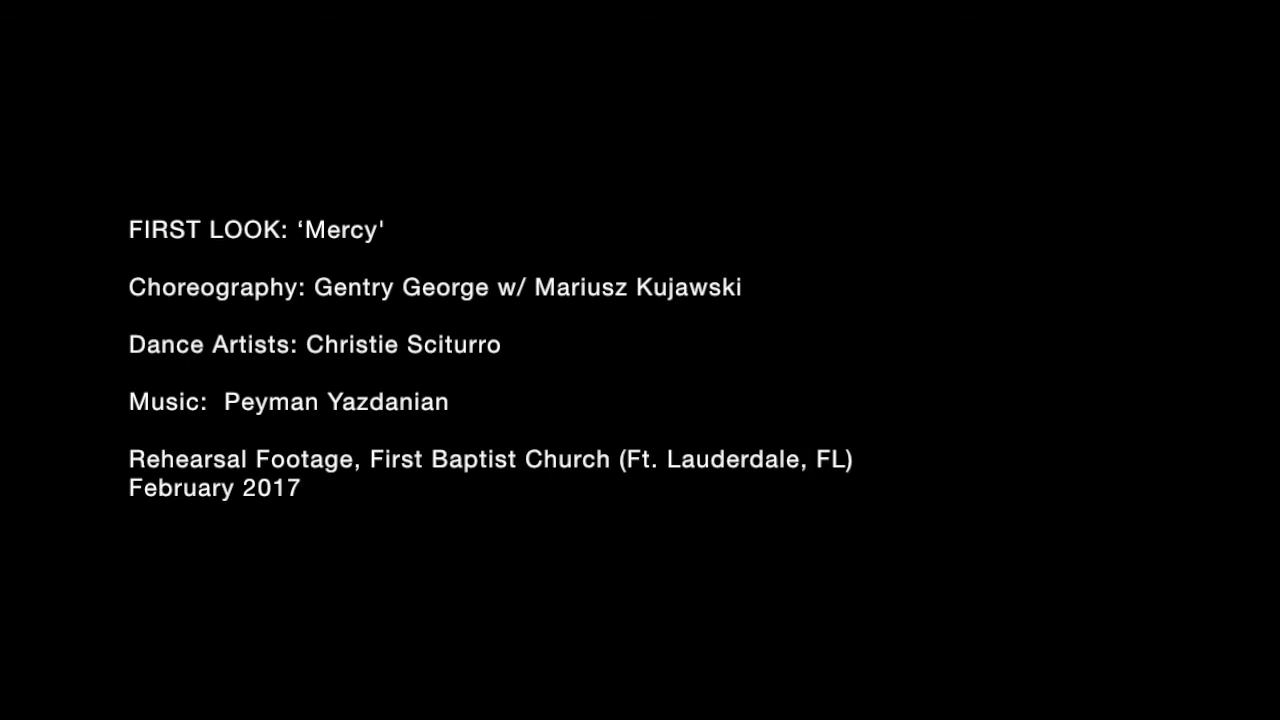 FIRST LOOK: ‘Mercy'
Choreography: Gentry George w/ Mariusz Kujawski
Dance Artists: Christie Sciturro
Music:  Peyman Yazdanian
Rehearsal Footage, First Baptist Church (Ft. Lauderdale, FL)
February 2017